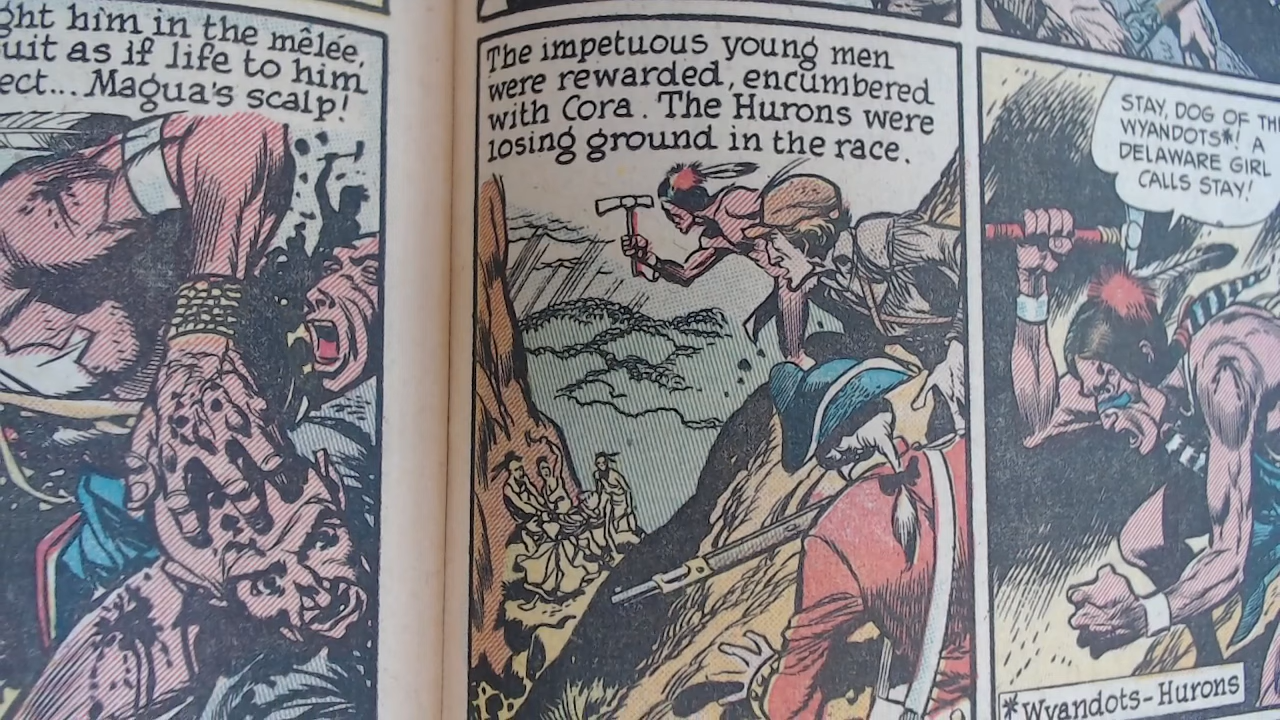 ght him in the mêlée,
uit as if life to him
ect... Magua's scalp!
The impetuous young men
were rewarded, encumbered
with Cora. The Hurons were
losing ground in the race.
STAY, DOG OF THE
WYANDOTS*! A
DELAWARE GIRL
CALLS STAY!
*Wyandots-Hurons